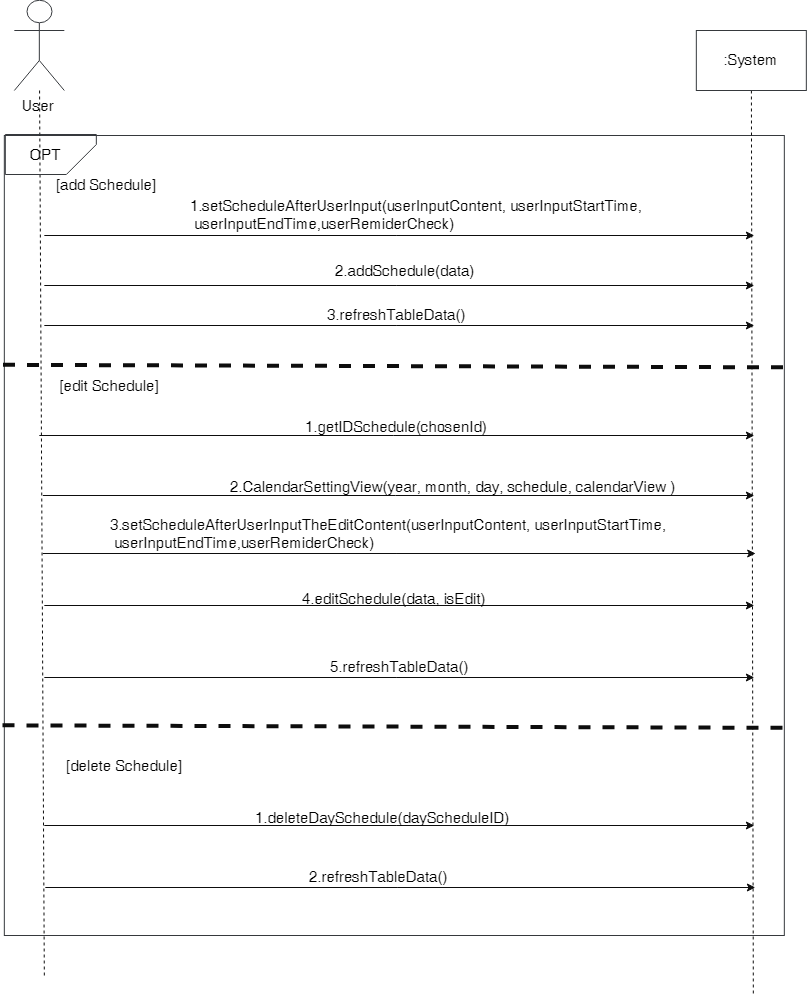 User
:System
OPT
[add Schedule]
1.setScheduleAfterUserInput(userInputContent, userInputStartTime,
userInputEndTime,userRemiderCheck)
2.addSchedule(data)
3.refreshTableData()
[edit Schedule]
1.getIDSchedule(chosenId)
2.CalendarSettingView(year, month, day, schedule, calendarView )
3.setScheduleAfterUserInputTheEditContent(userInputContent, userInputStartTime,
userInputEndTime,userRemiderCheck)
4.editSchedule(data, isEdit)
5.refreshTableData()
[delete Schedule]
1.deleteDaySchedule(dayScheduleID)
2.refreshTableData()